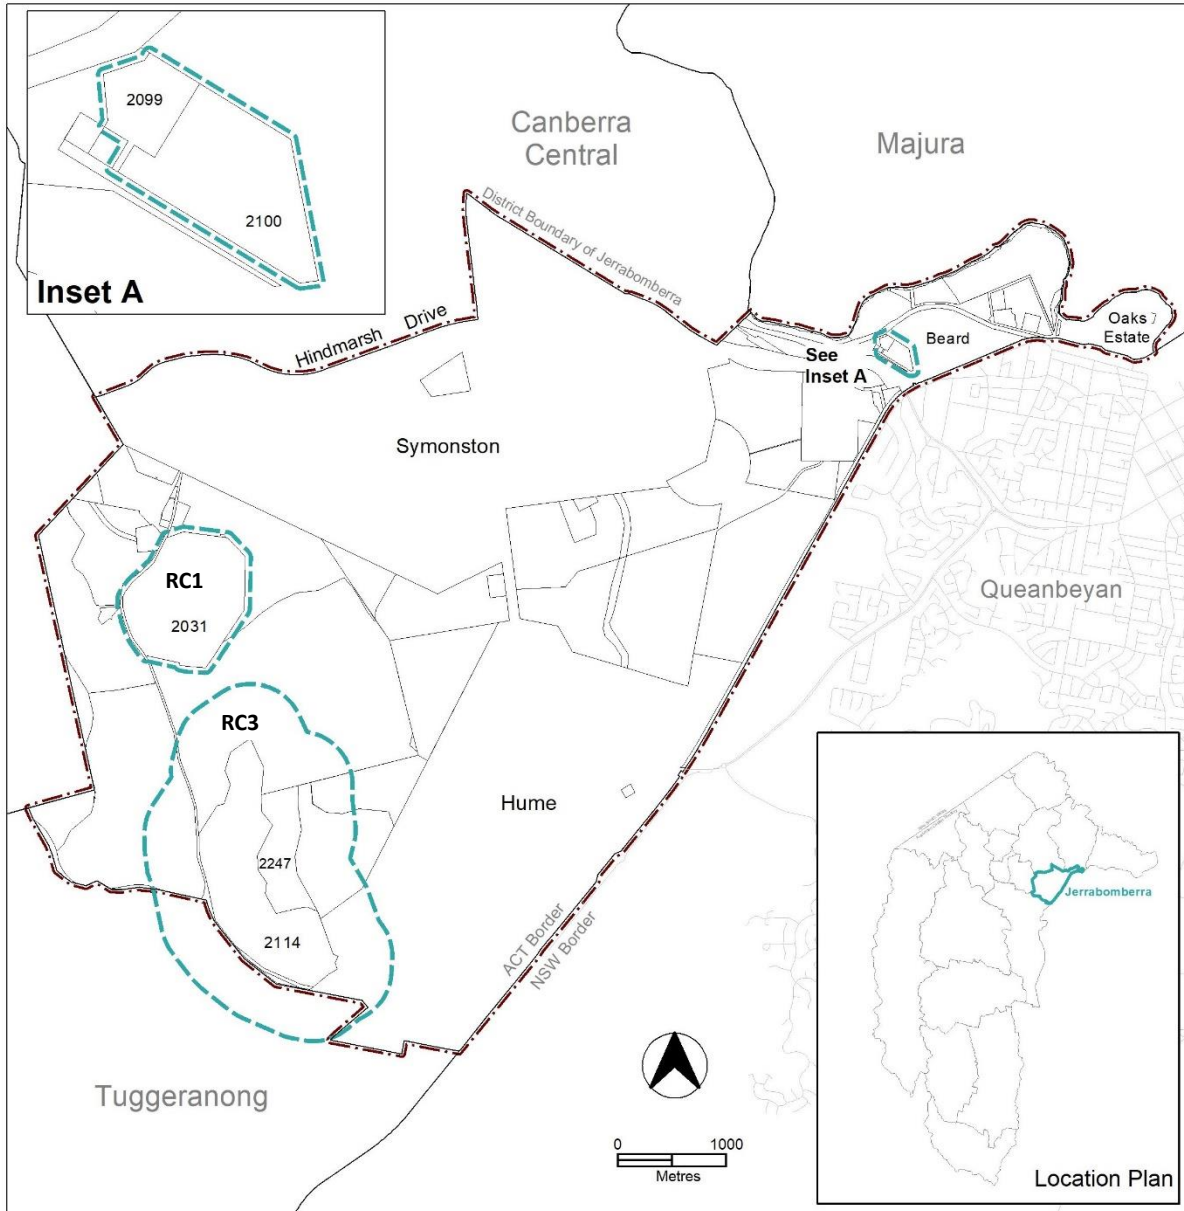 2099
2100
Inset A
Canberra
Central
Majura
District Boundary of Jerrabomberra
Hindmarsh Drive
See
Inset A
Beard
Oaks
Estate
Symonston
RC1
2031
Queanbeyan
RC3
Hume
2247
2114
ACT Border
NSW Border
Tuggeranong
0 1000
Metres
Jerrabomberra
Location Plan